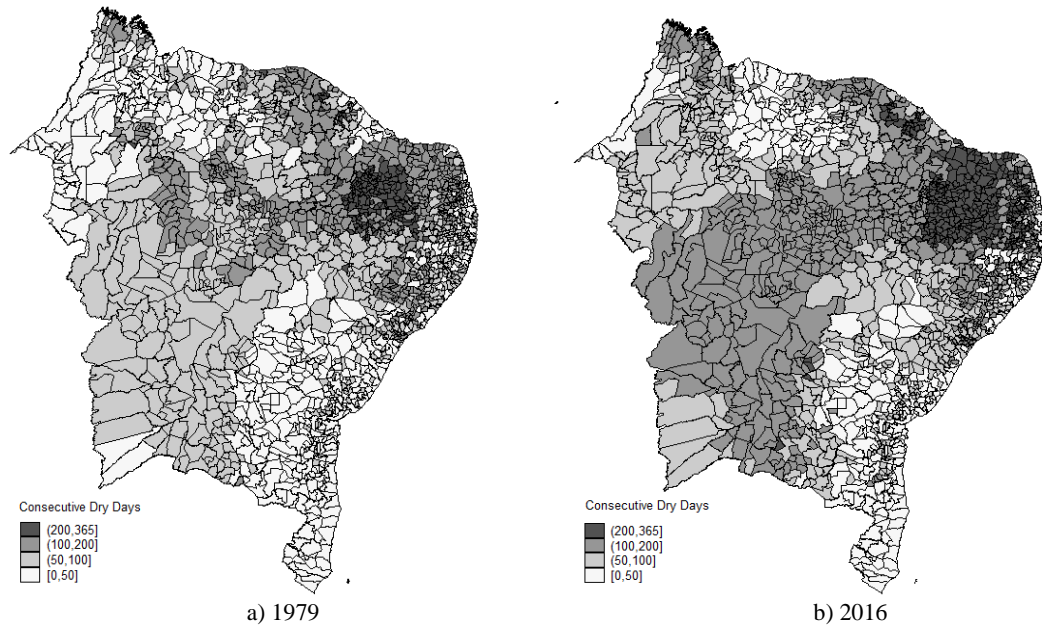 Consecutive Dry Days
(200,365]
(100,200]
(50,100]
[0,50]
a) 1979
Consecutive Dry Days
(200,365]
(100,200]
(50,100]
[0,50]
b) 2016